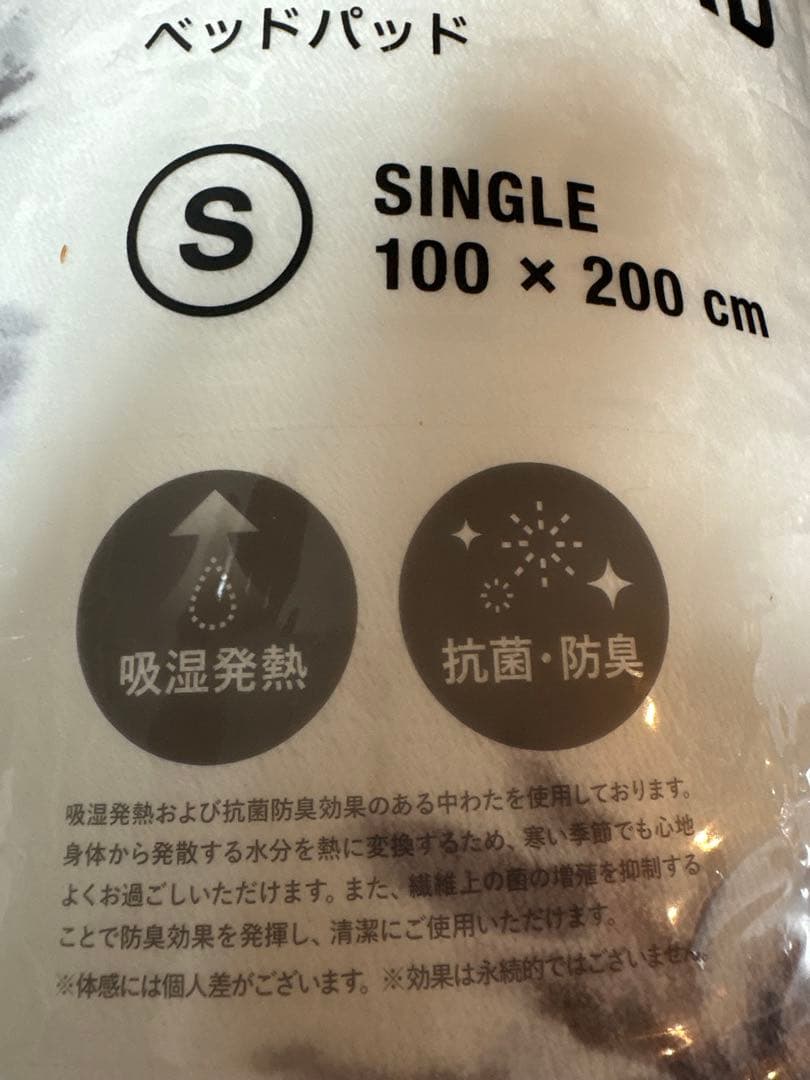 ベッドパッド
S
SINGLE
100 × 200 cm
吸湿発熱
抗菌・防臭
吸湿発熱および抗菌防臭効果のある中わたを使用しております。
身体から発散する水分を熱に変換するため、寒い季節でも心地
よくお過ごしいただけます。また、繊維上の菌の増殖を抑制する
ことで防臭効果を発揮し、清潔にご使用いただけます。
※体感には個人差がございます。※効果は永続的ではございません。